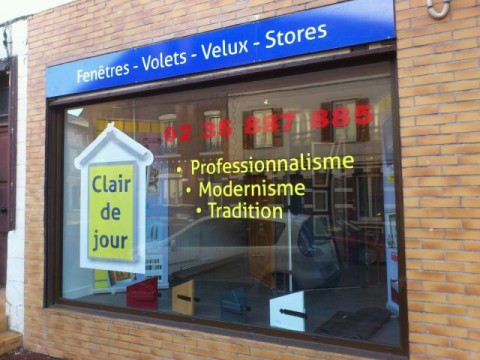 Fenêtres - Volets - Velux - Stores
02 35 887 885
• Professionnalisme
• Modernisme
• Tradition
Clair
de
jour